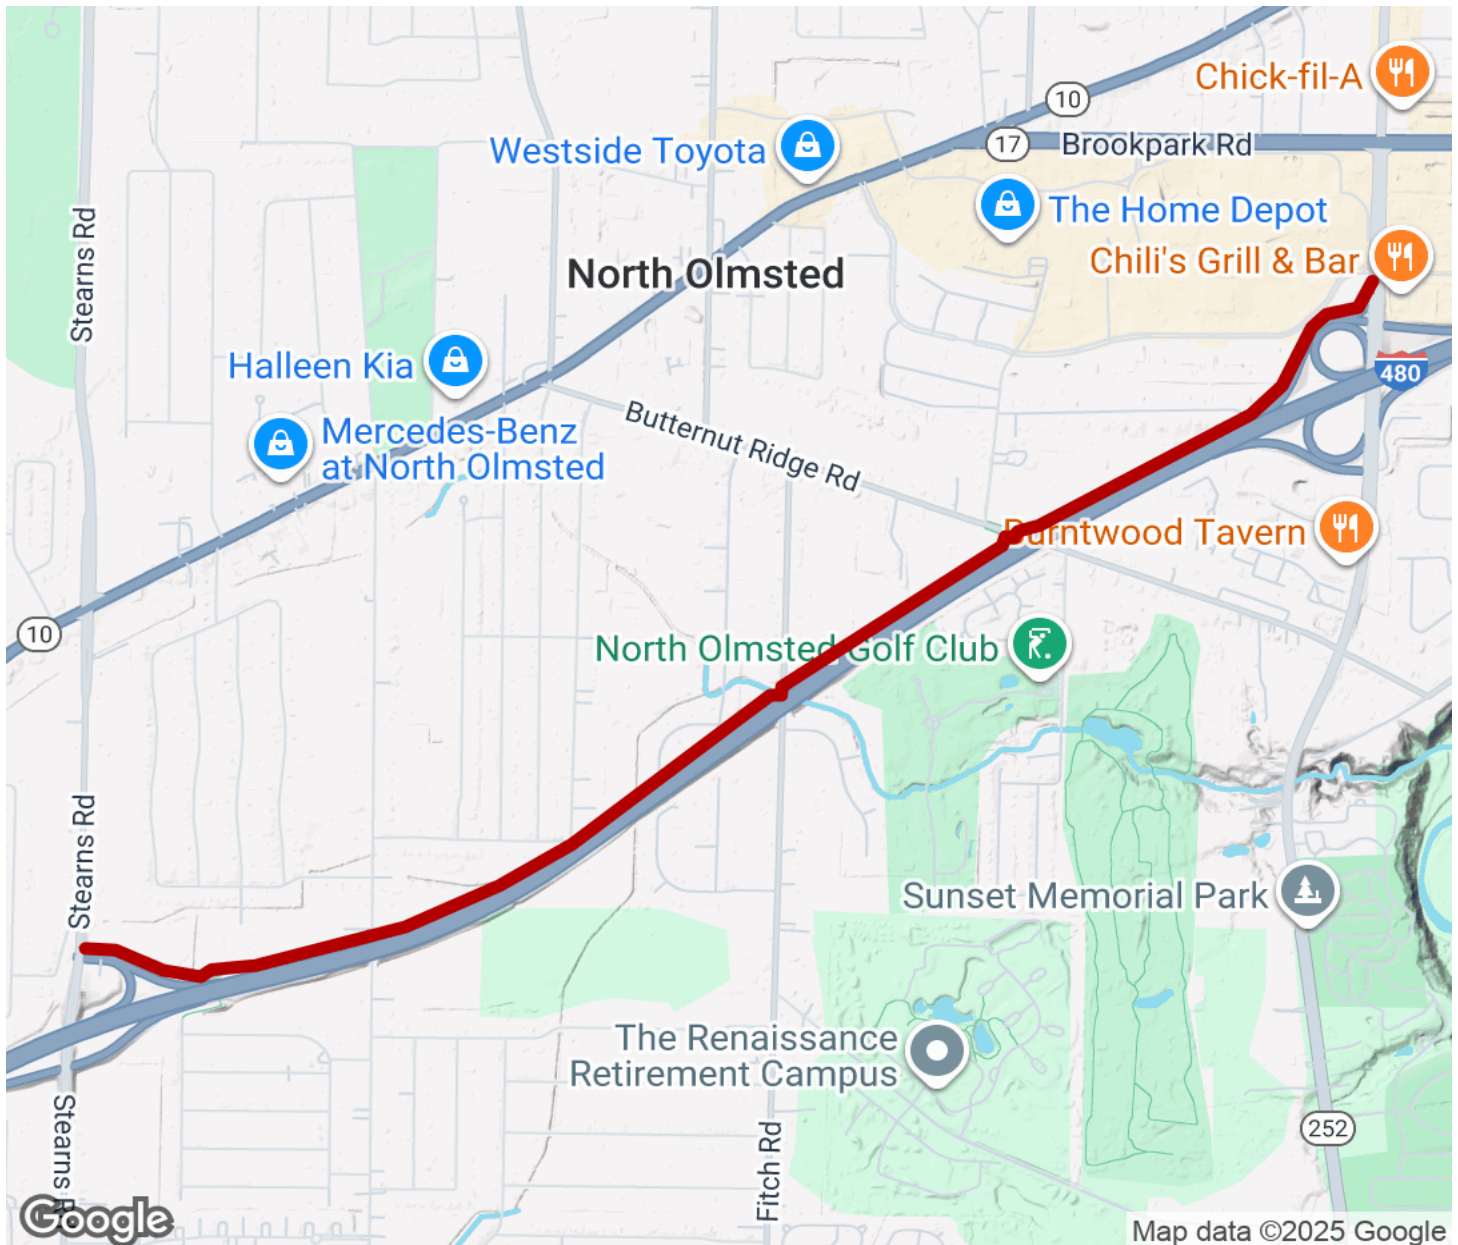 Chick-fil-A
10
17
Brookpark Rd
Westside Toyota
The Home Depot
Stearns Rd
Chili's Grill & Bar
North Olmsted
Halleen Kia
480
Mercedes-Benz
at North Olmsted
Butternut Ridge Rd
Burntwood Tavern
10
North Olmsted Golf Club
Stearns Rd
Sunset Memorial Park
The Renaissance
Retirement Campus
Stearns Rd
Fitch Rd
252
Google
Map data ©2025 Google